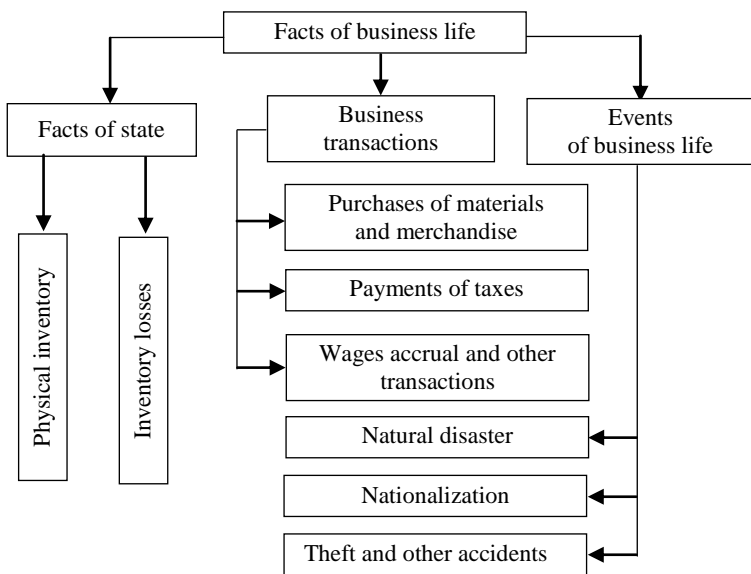 Facts of business life
Facts of state
Business
transactions
Events
of business life
Purchases of materials
and merchandise
Payments of taxes
Wages accrual and other
transactions
Physical inventory
Inventory losses
Natural disaster
Nationalization
Theft and other accidents